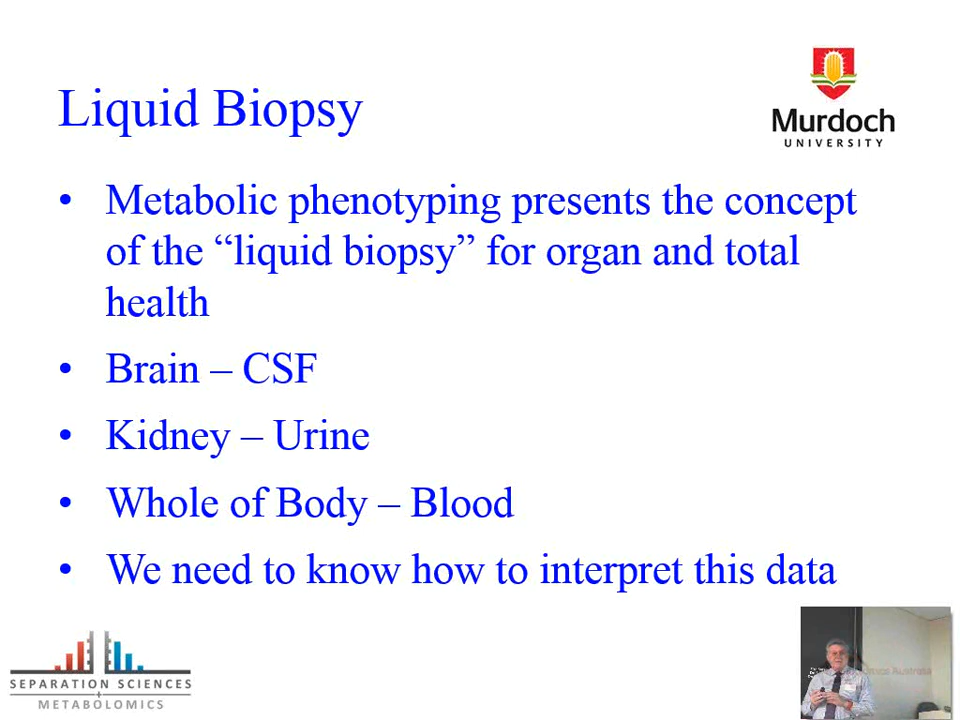 Liquid Biopsy
Murdoch
UNIVERSITY
• Metabolic phenotyping presents the concept
of the “liquid biopsy” for organ and total
health
• Brain – CSF
• Kidney – Urine
• Whole of Body – Blood
• We need to know how to interpret this data
SEPARATION SCIENCES
+
METABOLOMICS
Australia